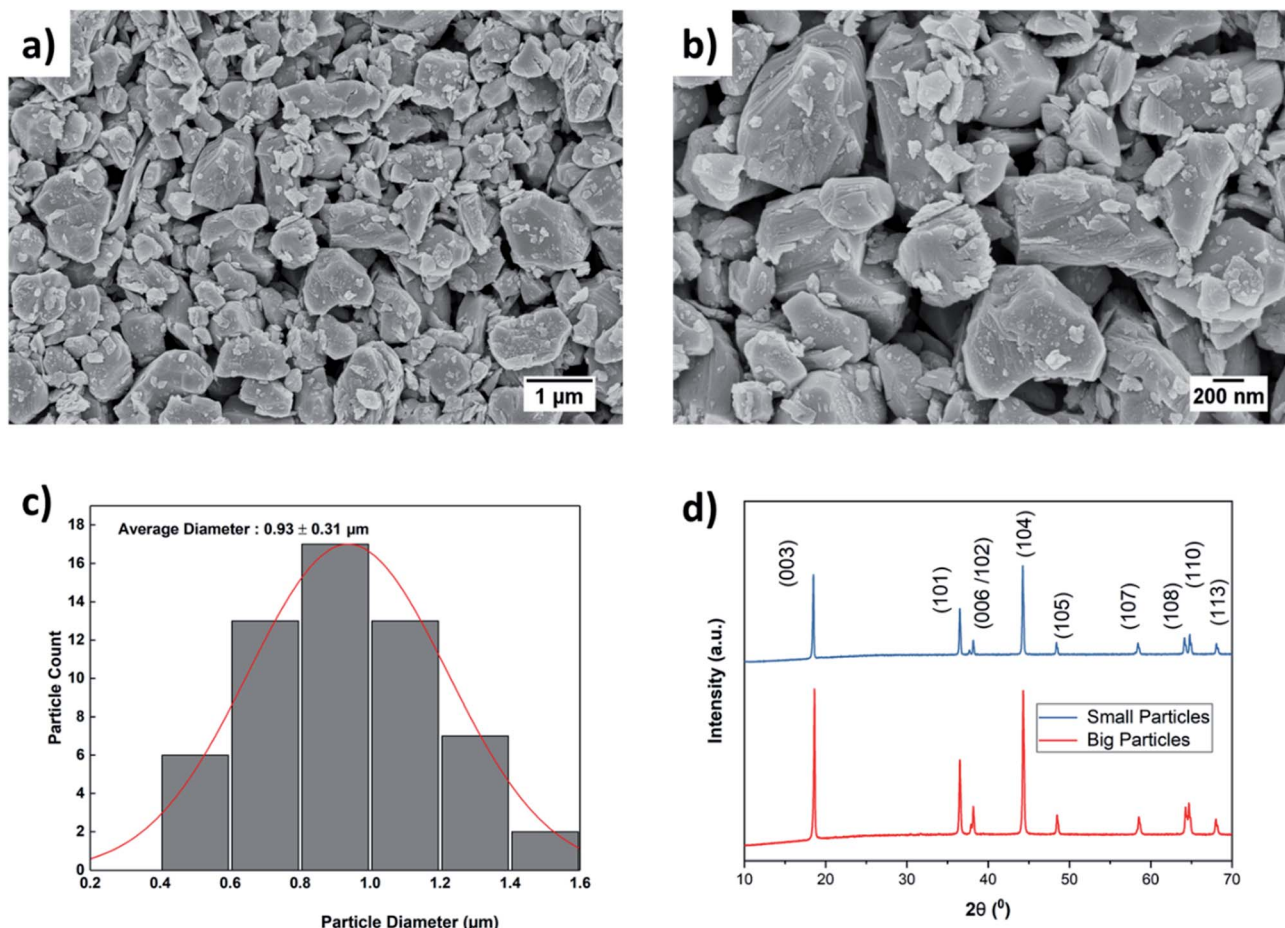 a)
1 µm
b)
200 nm
c)
Average Diameter : 0.93 ± 0.31 µm
18
16
14
12
10
8
6
4
2
0
0.2 0.4 0.6 0.8 1.0 1.2 1.4 1.6
Particle Count
Particle Diameter (µm)
d)
(003)
(101)
(006 /102)
(104)
(105)
(107)
(108)
(110)
(113)
Small Particles
Big Particles
Intensity (a.u.)
10 20 30 40 50 60 70
2θ (⁰)